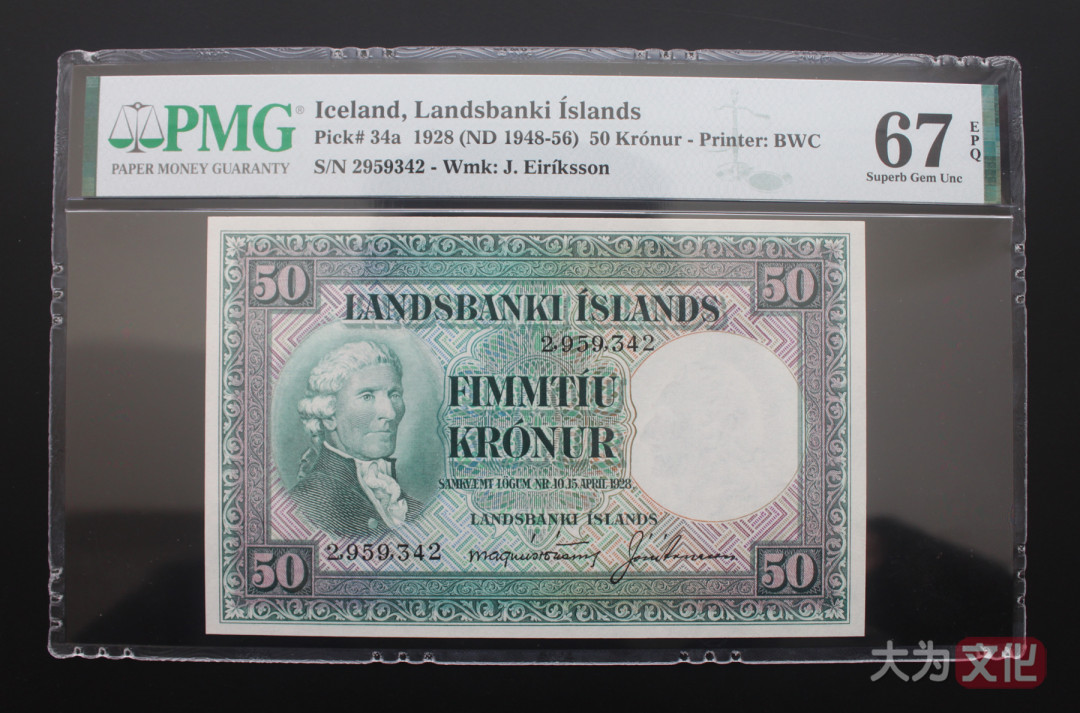 PMG®
PAPER MONEY GUARANTY
Iceland, Landsbanki Íslands
Pick# 34a 1928 (ND 1948-56) 50 Krónur - Printer: BWC
S/N 2959342 - Wmk: J. Eiríksson
67 EPQ
Superb Gem Unc
50 50
LANDSBANKI ÍSLANDS
2,959,342
FIMMTÍU
KRÓNUR
SAMKVÆMT LÖGUM NR. 10, 15. APRÍL 1928
LANDSBANKI ÍSLANDS
2,959,342
50 50
大为文化